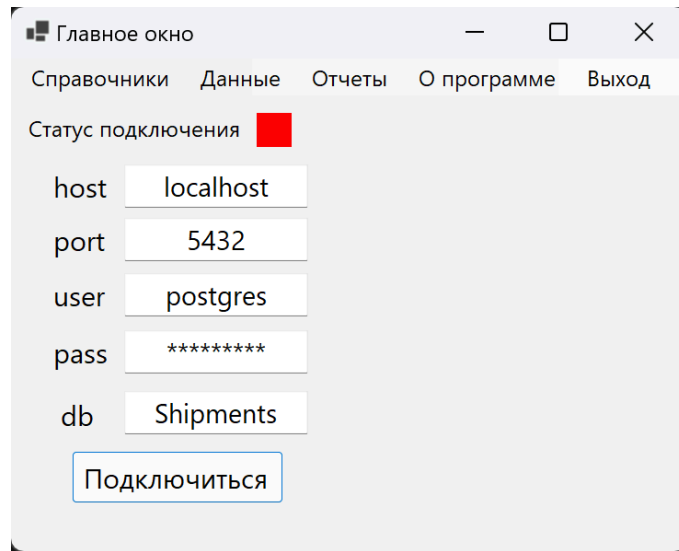 Главное окно
Справочники Данные Отчеты О программе Выход
Статус подключения
host localhost
port 5432
user postgres
pass *********
db Shipments
Подключиться